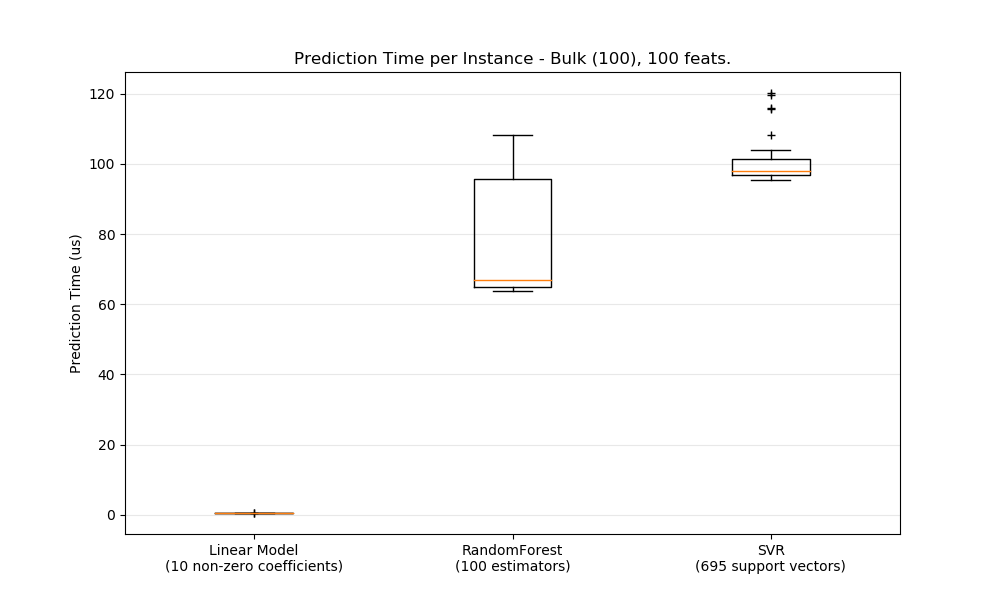 Prediction Time per Instance - Bulk (100), 100 feats.
120
100
80
60
40
20
0
Prediction Time (us)
Linear Model
(10 non-zero coefficients)
RandomForest
(100 estimators)
SVR
(695 support vectors)